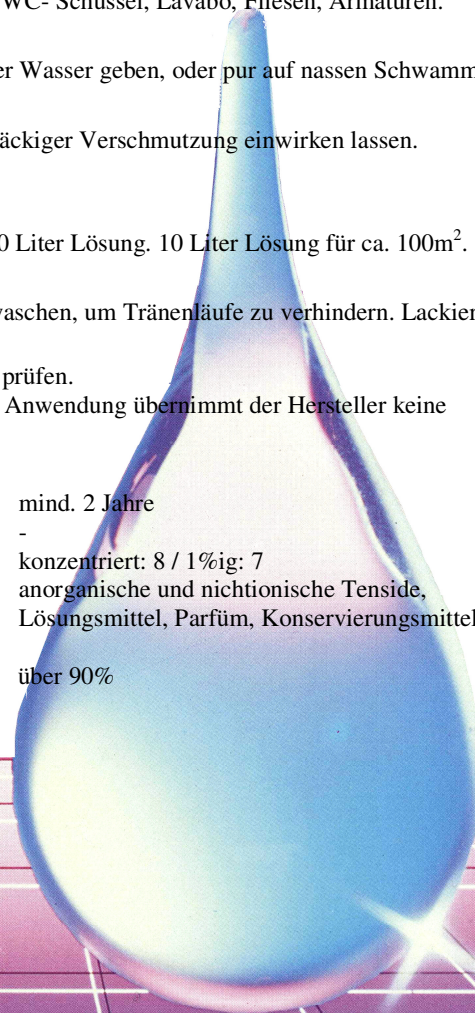 WC- Schüssel, Lavabo, Fliesen, Armaturen.
er Wasser geben, oder pur auf nassen Schwamm
äckiger Verschmutzung einwirken lassen.
0 Liter Lösung. 10 Liter Lösung für ca. 100m².
waschen, um Tränenläufe zu verhindern. Lackier
prüfen.
Anwendung übernimmt der Hersteller keine
mind. 2 Jahre
-
konzentriert: 8 / 1%ig: 7
anorganische und nichtionische Tenside,
Lösungsmittel, Parfüm, Konservierungsmittel
über 90%